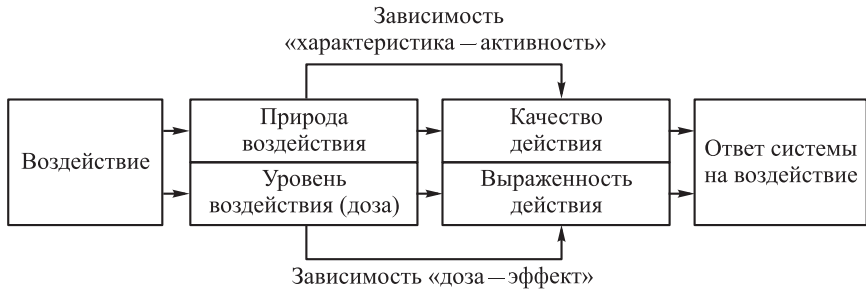 Зависимость
«характеристика — активность»
Воздействие
Природа
воздействия
Уровень
воздействия (доза)
Качество
действия
Выраженность
действия
Ответ системы
на воздействие
Зависимость «доза — эффект»